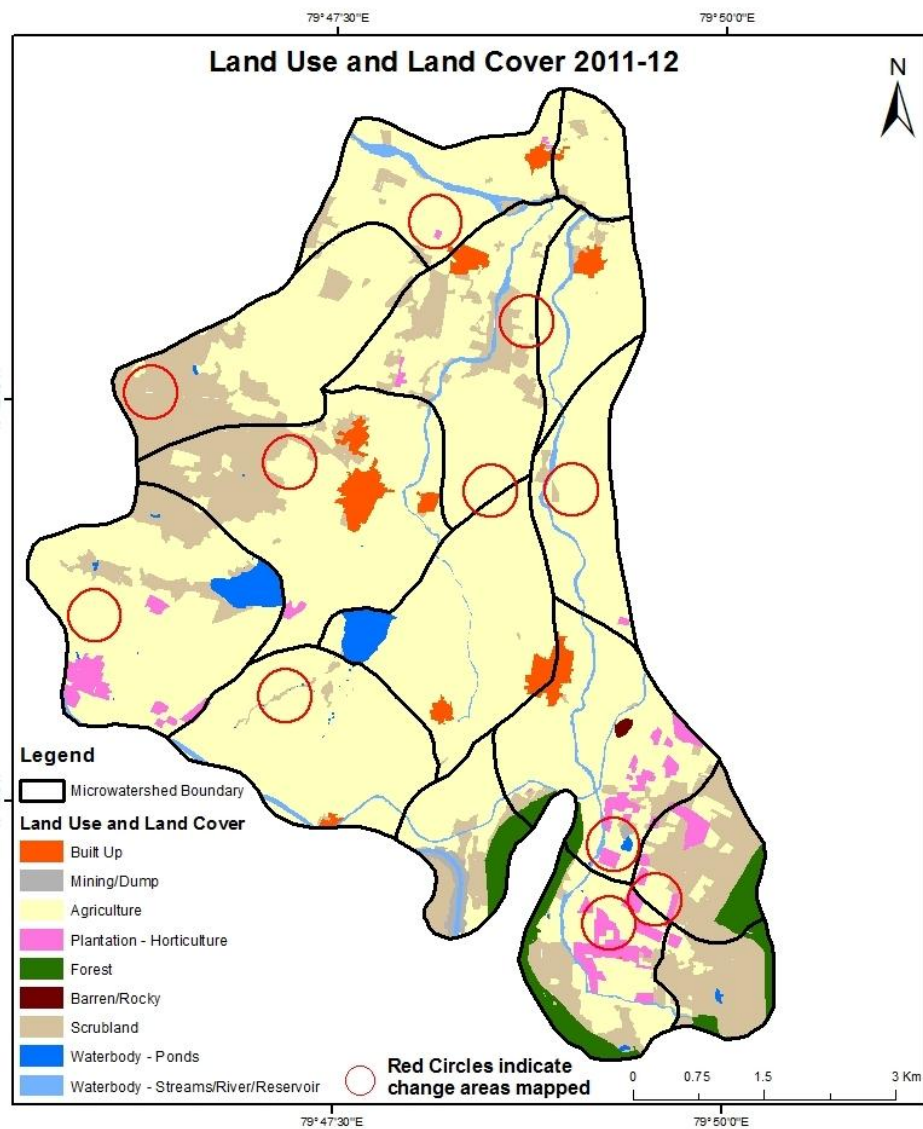 79°47'30"E
79°50'0"E
Land Use and Land Cover 2011-12
N
Legend
Microwatershed Boundary
Land Use and Land Cover
Built Up
Mining/Dump
Agriculture
Plantation - Horticulture
Forest
Barren/Rocky
Scrubland
Waterbody - Ponds
Waterbody - Streams/River/Reservoir
Red Circles indicate
change areas mapped
0 0.75 1.5 3 Km
79°47'30"E
79°50'0"E